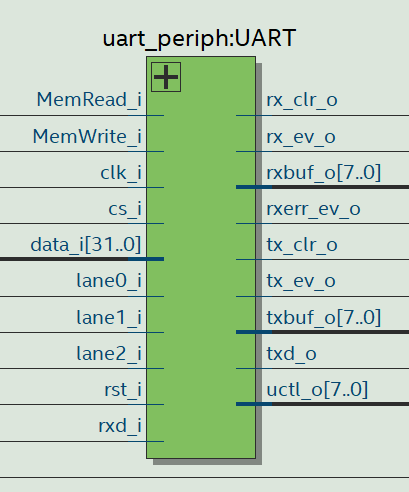 uart_periph:UART
MemRead_i
MemWrite_i
clk_i
cs_i
data_i[31..0]
lane0_i
lane1_i
lane2_i
rst_i
rxd_i
rx_clr_o
rx_ev_o
rxbuf_o[7..0]
rxerr_ev_o
tx_clr_o
tx_ev_o
txbuf_o[7..0]
txd_o
uctl_o[7..0]